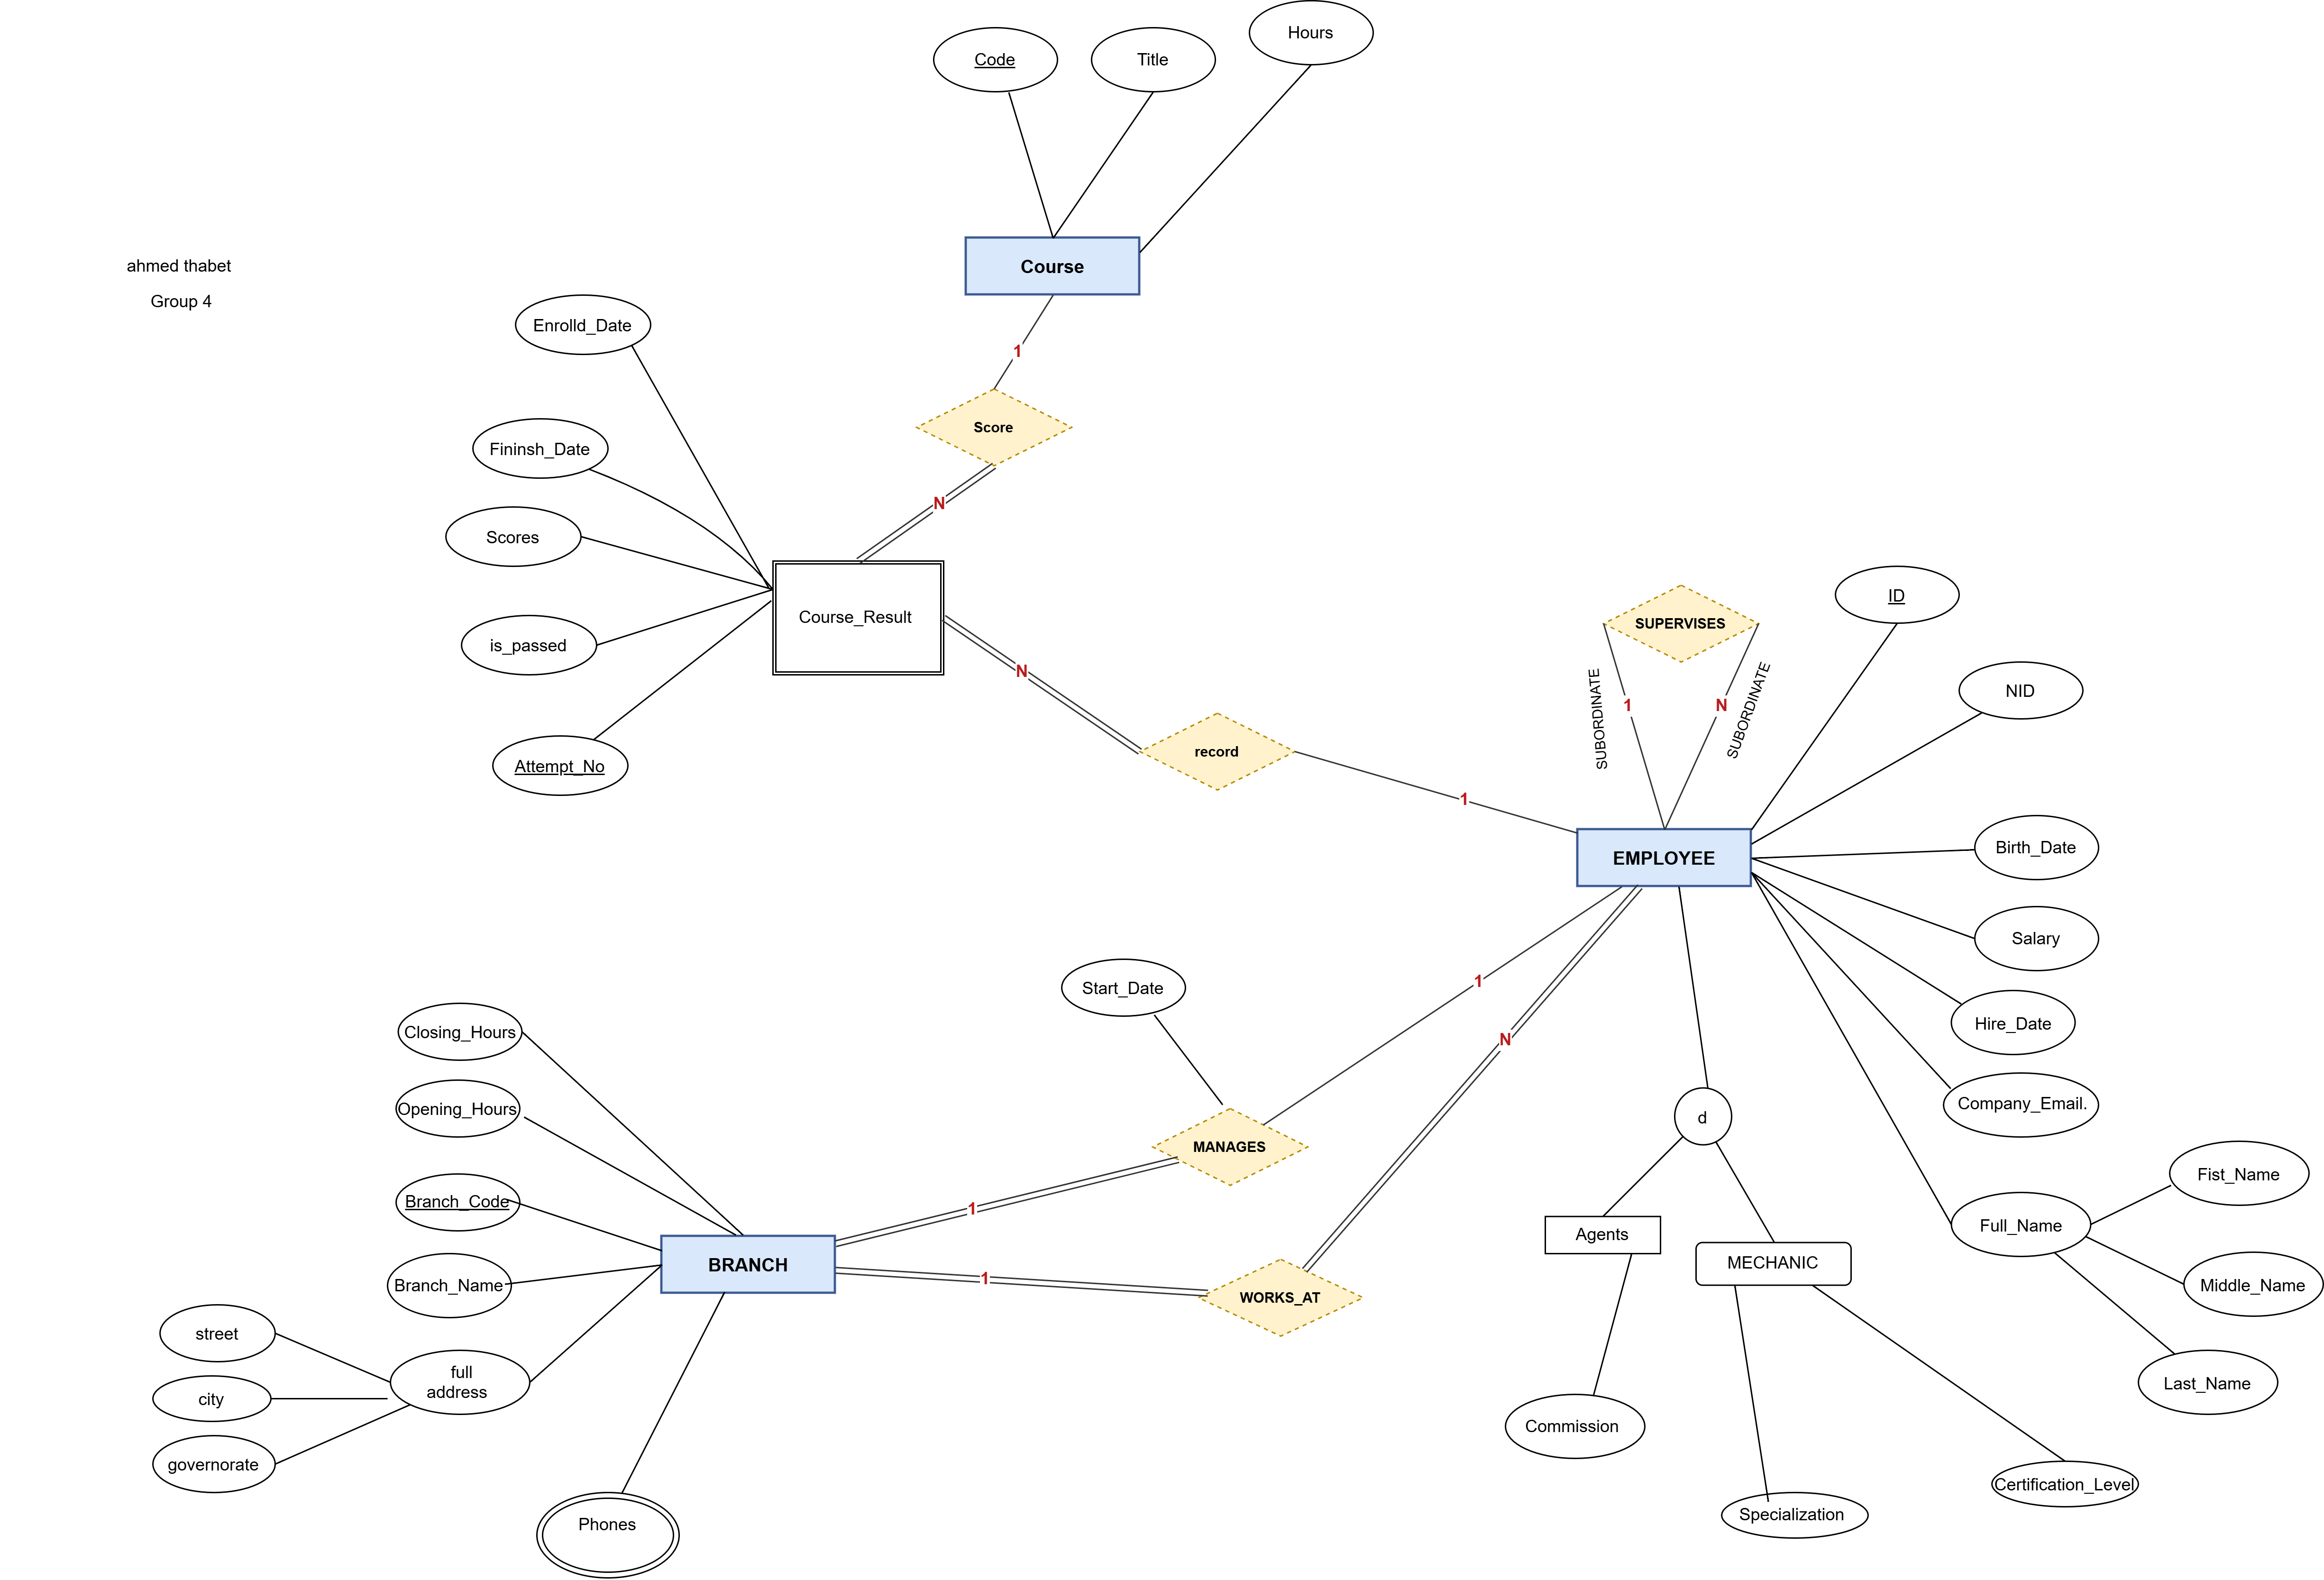 Hours
Code
Title
Course
ahmed thabet
Group 4
Enrolld_Date
1
Score
Fininsh_Date
N
Scores
Course_Result
is_passed
N
Attempt_No
record
1
SUPERVISES
ID
SUBORDINATE
1
N
SUBORDINATE
NID
EMPLOYEE
Birth_Date
Salary
Hire_Date
Company_Email.
Full_Name
Fist_Name
Middle_Name
Last_Name
1
N
Start_Date
MANAGES
Closing_Hours
Opening_Hours
Branch_Code
Branch_Name
BRANCH
1
1
WORKS_AT
d
Agents
MECHANIC
street
full
address
city
governorate
Phones
Commission
Specialization
Certification_Level